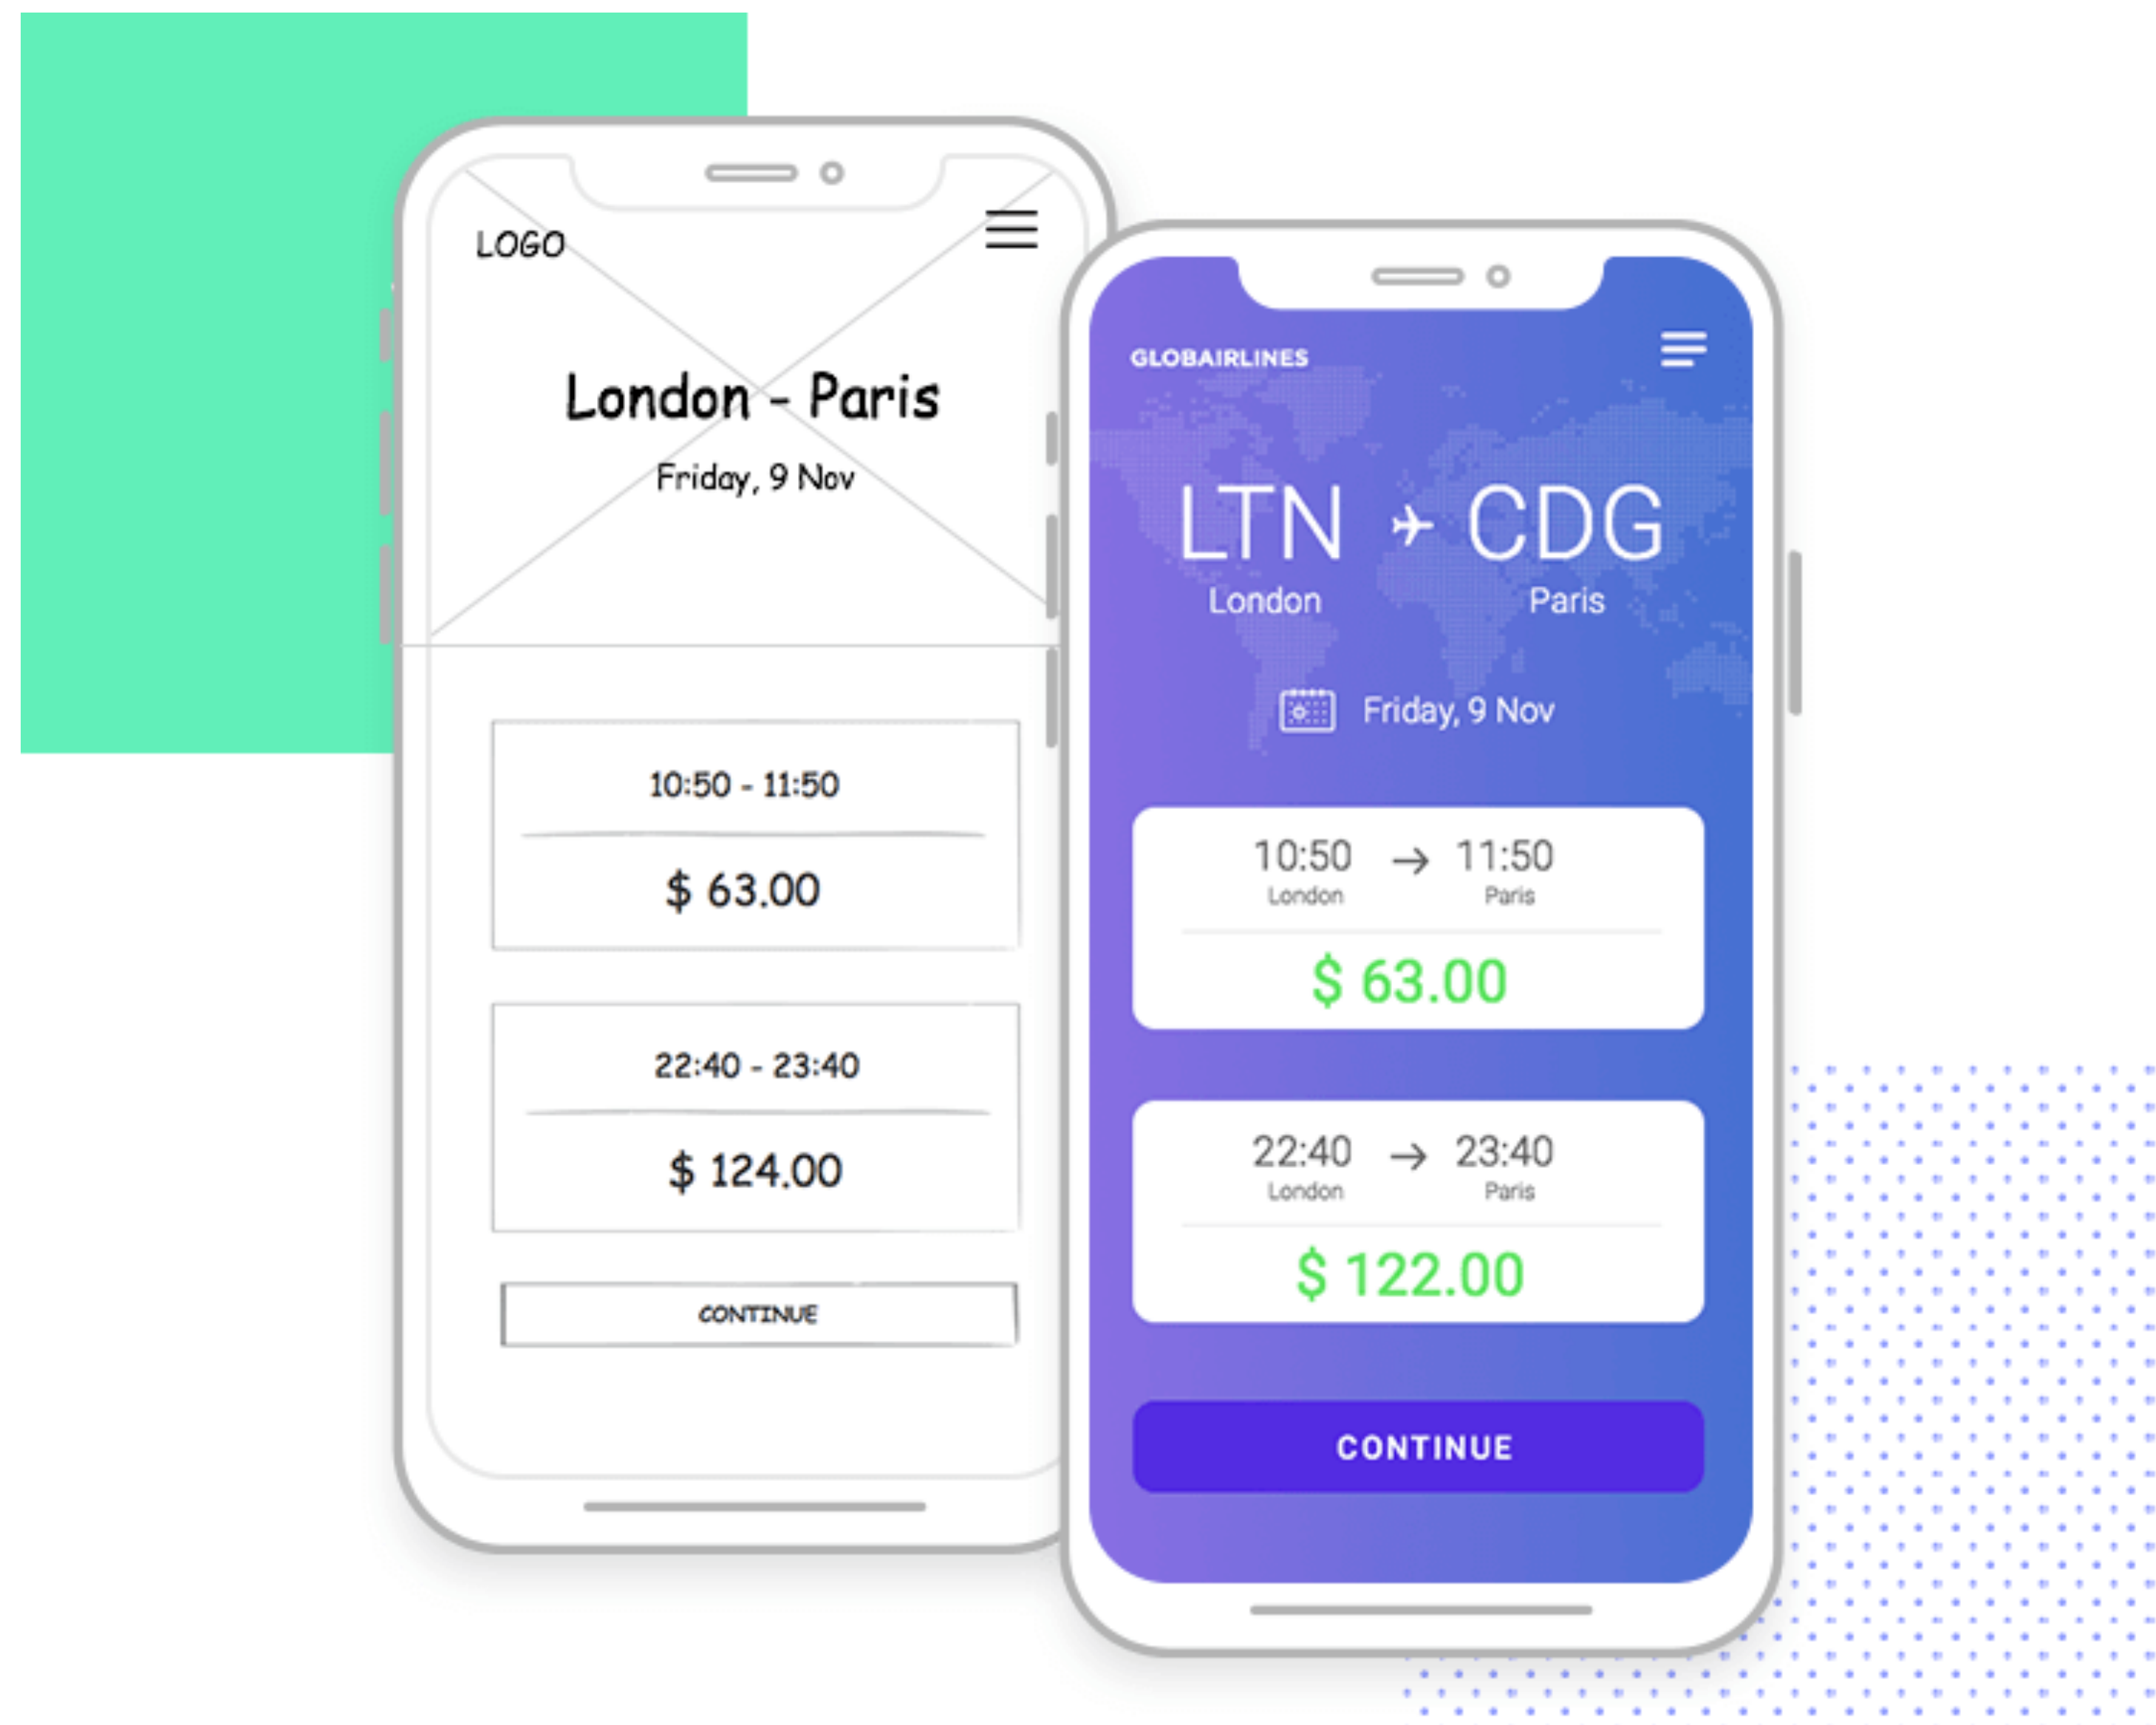 LOGO
London - Paris
Friday, 9 Nov
10:50 - 11:50
$ 63.00
22:40 - 23:40
$ 124.00
CONTINUE
GLOBAIRLINES
LTN CDG
London Paris
Friday, 9 Nov
10:50 → 11:50
London Paris
$ 63.00
22:40 → 23:40
London Paris
$ 122.00
CONTINUE